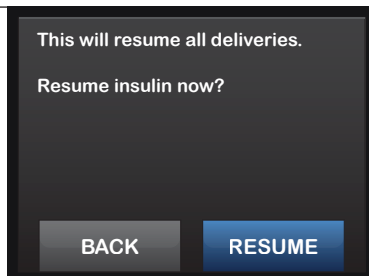 This will resume all deliveries.
Resume insulin now?
BACK
RESUME